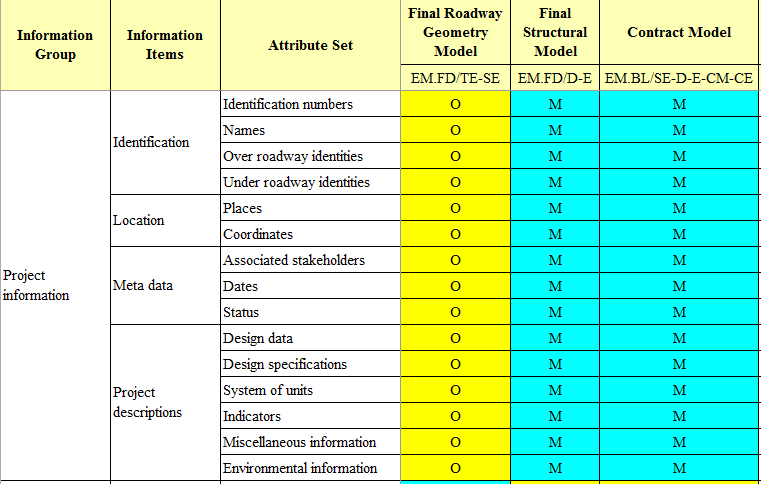 Information Group
Information Items
Attribute Set
Final Roadway Geometry Model
Final Structural Model
Contract Model
EM.FD/TE-SE EM.FD/D-E EM.BL/SE-D-E-CM-CE
Project information
Identification
Identification numbers O M M
Names O M M
Over roadway identities O M M
Under roadway identities O M M
Location
Places O M M
Coordinates O M M
Meta data
Associated stakeholders O M M
Dates O M M
Status O M M
Project descriptions
Design data O M M
Design specifications O M M
System of units O M M
Indicators O M M
Miscellaneous information O M M
Environmental information O M M